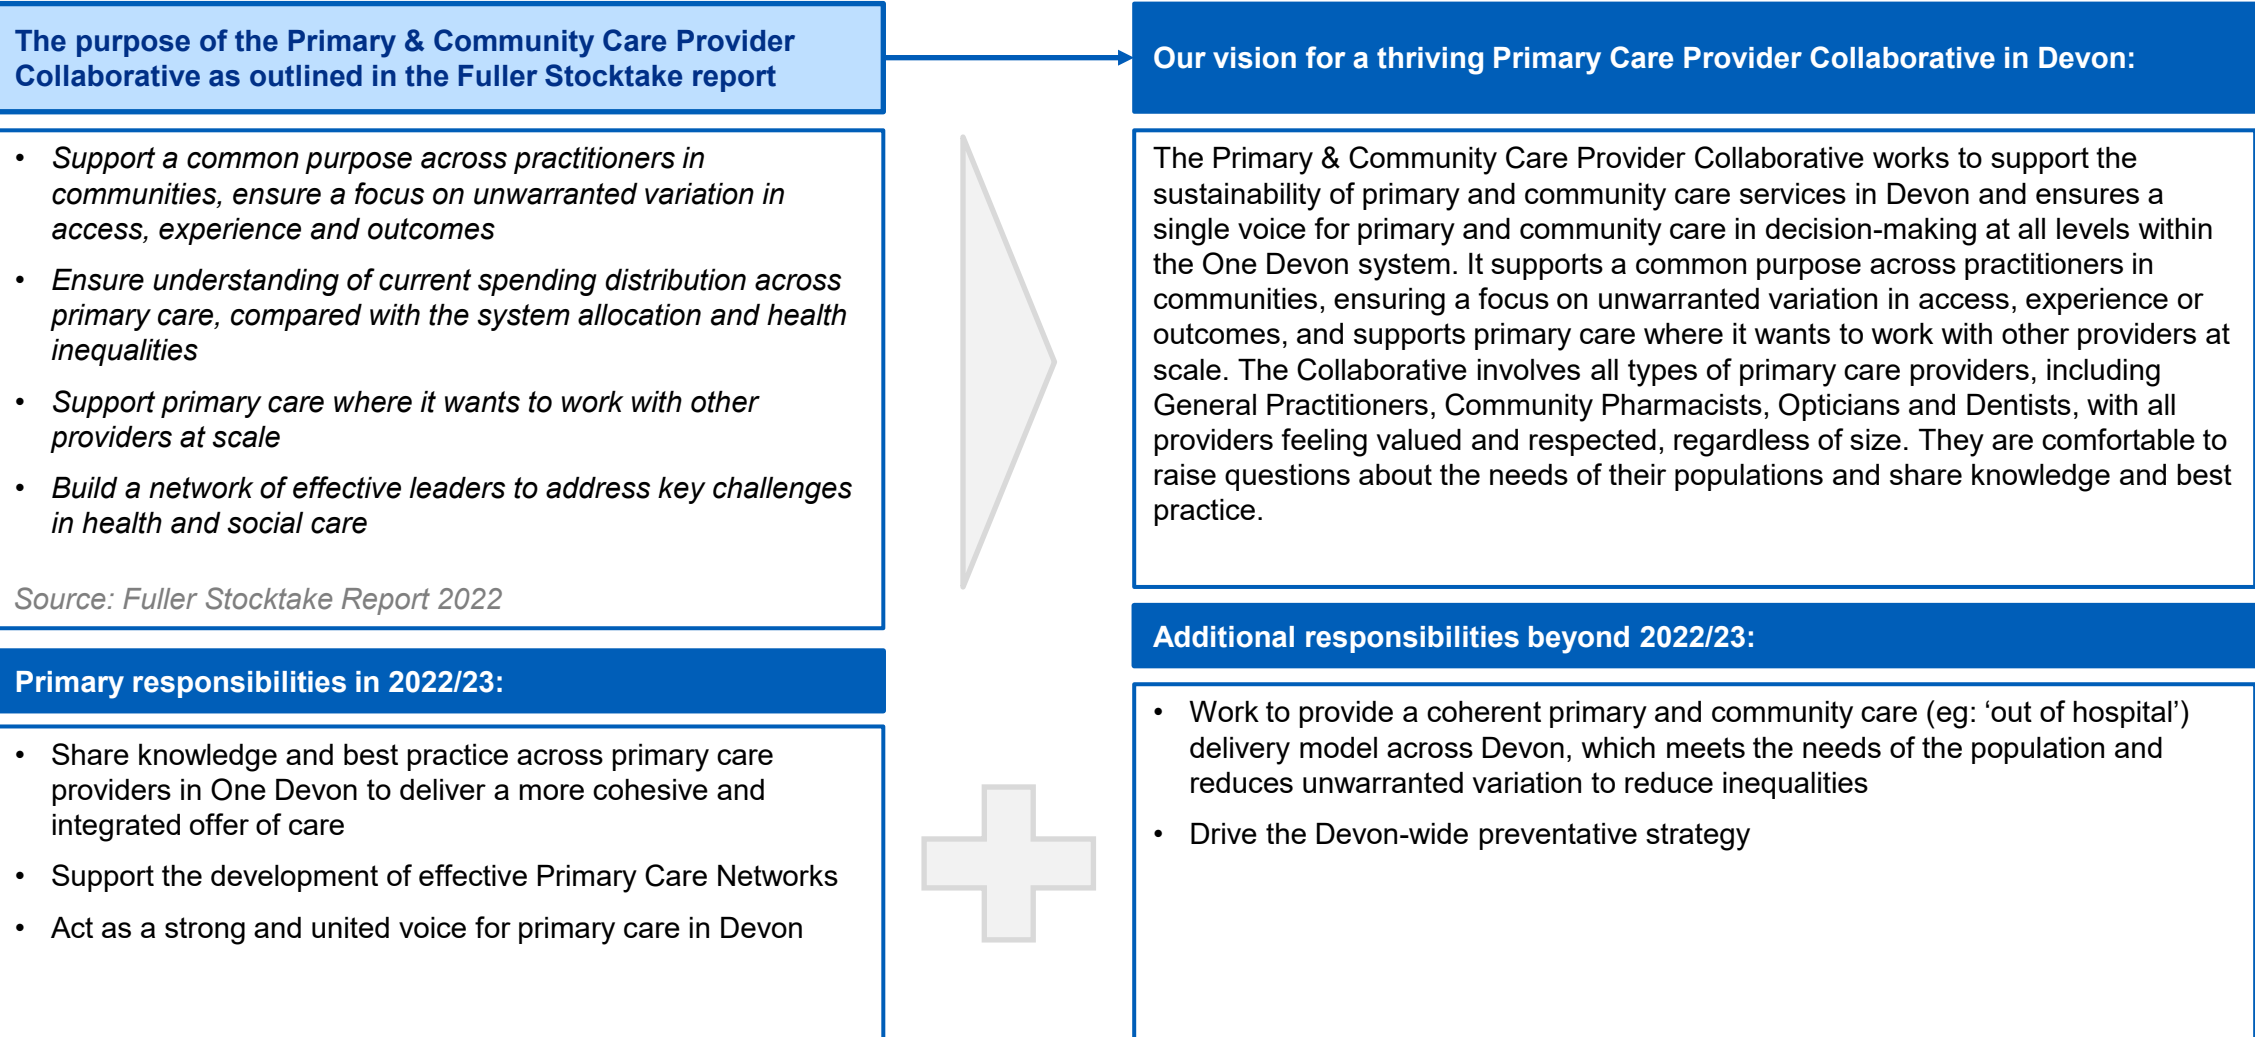 The purpose of the Primary & Community Care Provider
Collaborative as outlined in the Fuller Stocktake report
• Support a common purpose across practitioners in
communities, ensure a focus on unwarranted variation in
access, experience and outcomes
• Ensure understanding of current spending distribution across
primary care, compared with the system allocation and health
inequalities
• Support primary care where it wants to work with other
providers at scale
• Build a network of effective leaders to address key challenges
in health and social care
Source: Fuller Stocktake Report 2022
Our vision for a thriving Primary Care Provider Collaborative in Devon:
The Primary & Community Care Provider Collaborative works to support the
sustainability of primary and community care services in Devon and ensures a
single voice for primary and community care in decision-making at all levels within
the One Devon system. It supports a common purpose across practitioners in
communities, ensuring a focus on unwarranted variation in access, experience or
outcomes, and supports primary care where it wants to work with other providers at
scale. The Collaborative involves all types of primary care providers, including
General Practitioners, Community Pharmacists, Opticians and Dentists, with all
providers feeling valued and respected, regardless of size. They are comfortable to
raise questions about the needs of their populations and share knowledge and best
practice.
Primary responsibilities in 2022/23:
• Share knowledge and best practice across primary care
providers in One Devon to deliver a more cohesive and
integrated offer of care
• Support the development of effective Primary Care Networks
• Act as a strong and united voice for primary care in Devon
Additional responsibilities beyond 2022/23:
• Work to provide a coherent primary and community care (eg: ‘out of hospital’)
delivery model across Devon, which meets the needs of the population and
reduces unwarranted variation to reduce inequalities
• Drive the Devon-wide preventative strategy